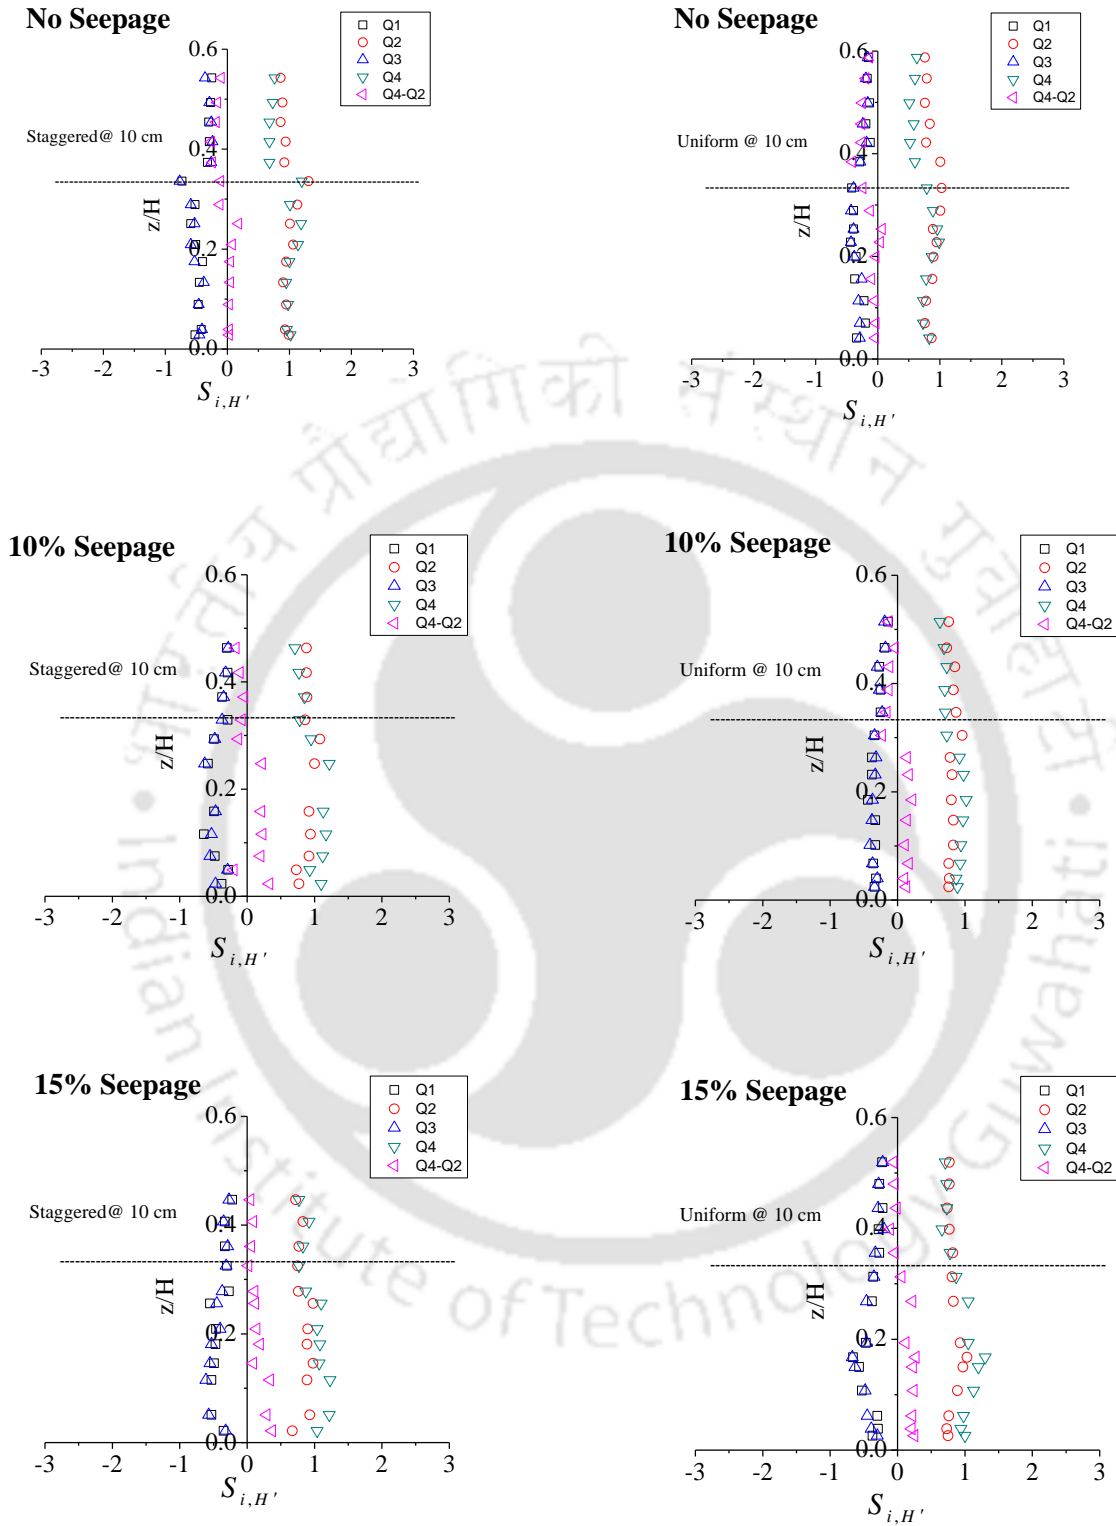 No Seepage
Q1
Q2
Q3
Q4
Q4-Q2
Staggered@ 10 cm
0.6
0.4
0.2
0.0
z/H
-3 -2 -1 0 1 2 3
S i,H'
No Seepage
Q1
Q2
Q3
Q4
Q4-Q2
Uniform @ 10 cm
0.6
0.4
0.2
0.0
z/H
-3 -2 -1 0 1 2 3
S i,H'
10% Seepage
Q1
Q2
Q3
Q4
Q4-Q2
Staggered@ 10 cm
0.6
0.4
0.2
0.0
z/H
-3 -2 -1 0 1 2 3
S i,H'
10% Seepage
Q1
Q2
Q3
Q4
Q4-Q2
Uniform @ 10 cm
0.6
0.4
0.2
0.0
z/H
-3 -2 -1 0 1 2 3
S i,H'
15% Seepage
Q1
Q2
Q3
Q4
Q4-Q2
Staggered@ 10 cm
0.6
0.4
0.2
0.0
z/H
-3 -2 -1 0 1 2 3
S i,H'
15% Seepage
Q1
Q2
Q3
Q4
Q4-Q2
Uniform @ 10 cm
0.6
0.4
0.2
0.0
z/H
-3 -2 -1 0 1 2 3
S i,H'
Indian Institute of Technology Guwahati